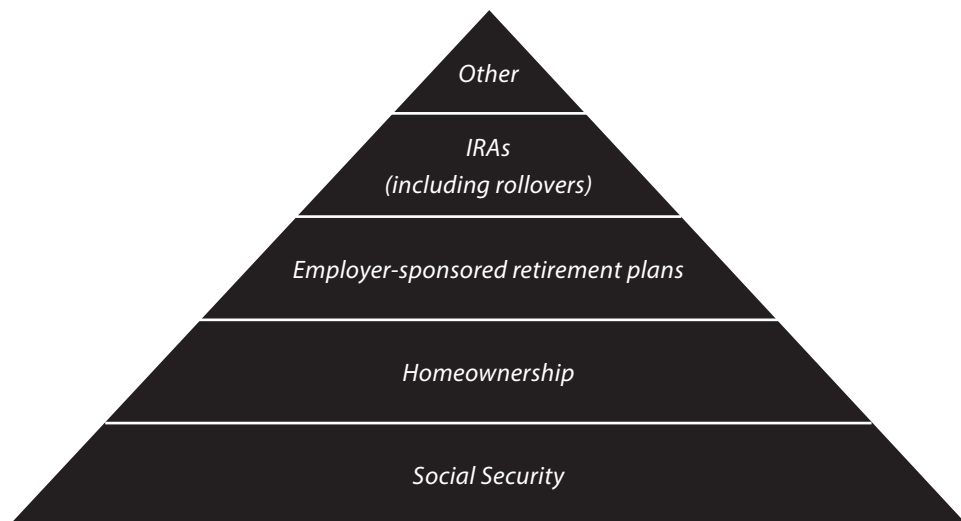 Other
IRAs
(including rollovers)
Employer-sponsored retirement plans
Homeownership
Social Security